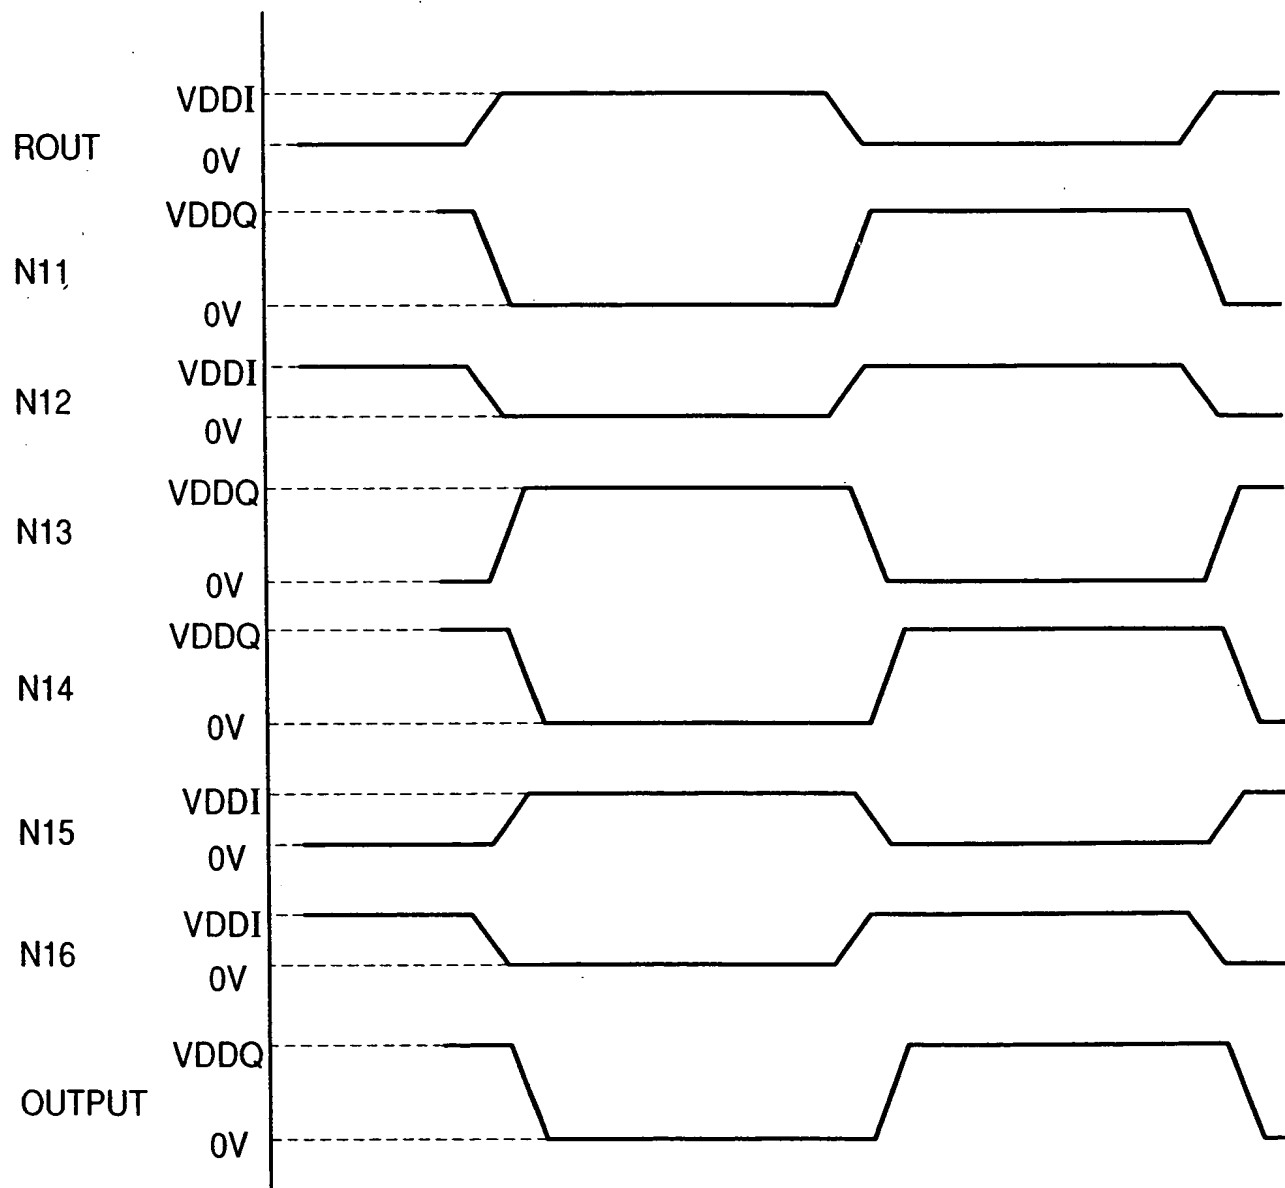 VDDI
ROUT
0V
VDDQ
N11
0V
VDDI
N12
0V
VDDQ
N13
0V
VDDQ
N14
0V
VDDI
N15
0V
VDDI
N16
0V
VDDQ
OUTPUT
0V